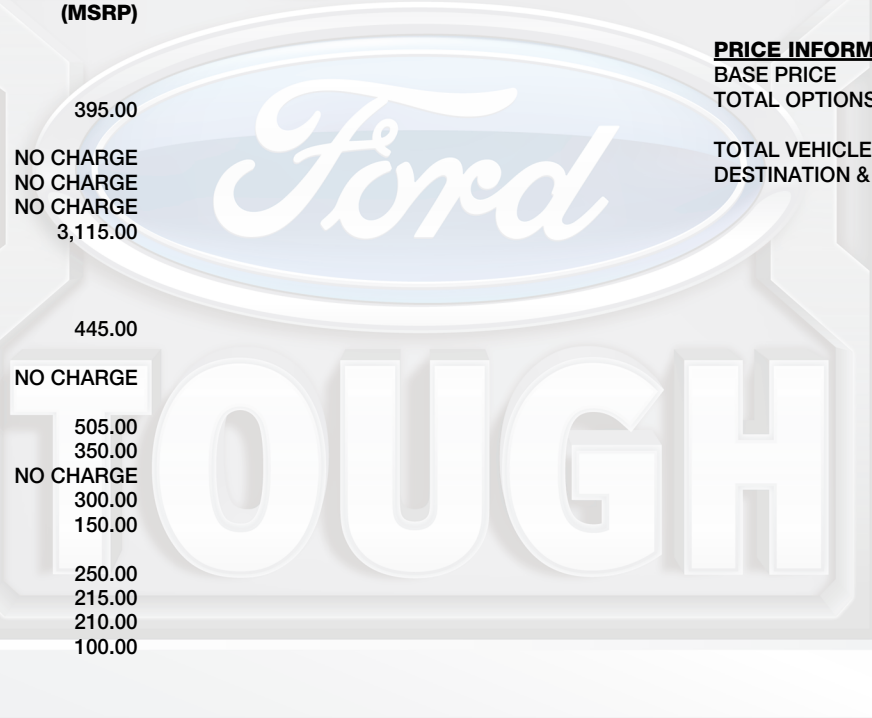 (MSRP)
395.00
NO CHARGE
NO CHARGE
NO CHARGE
3,115.00
445.00
NO CHARGE
505.00
350.00
NO CHARGE
300.00
150.00
250.00
215.00
210.00
100.00
PRICE INFORM
BASE PRICE
TOTAL OPTIONS
TOTAL VEHICLE
DESTINATION &
Ford
TOUGH